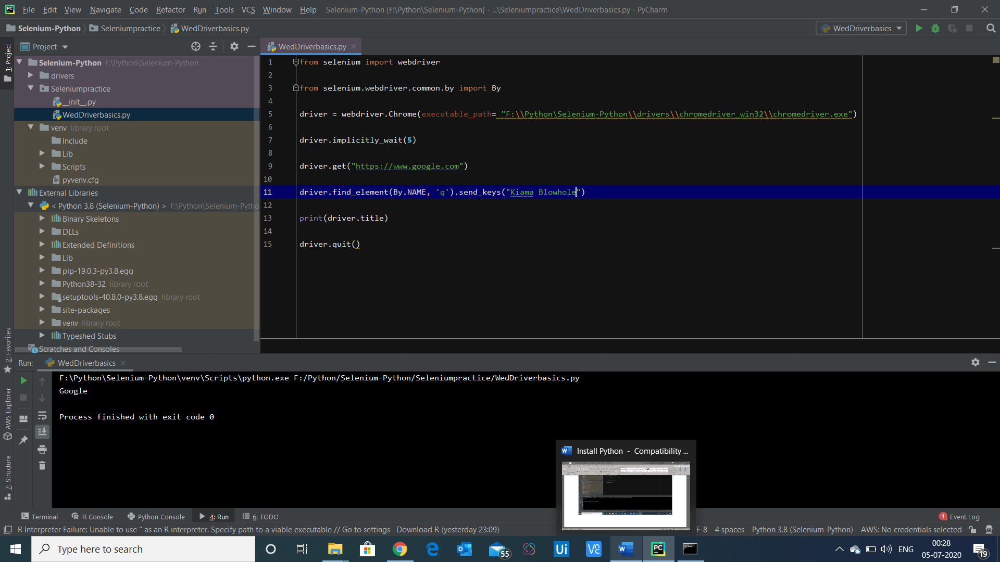 File Edit View Navigate Code Refactor Run Tools VCS Window Help Selenium-Python [F:\Python\Selenium-Python] - ...\Seleniumpractice\WedDriverbasics.py - PyCharm
Selenium-Python Seleniumpractice WedDriverbasics.py WedDriverbasics
Project
1: Project
Selenium-Python F:\Python\Selenium-Python
drivers
Seleniumpractice
__init__.py
WedDriverbasics.py
venv library root
Include
Lib
Scripts
pyvenv.cfg
External Libraries
< Python 3.8 (Selenium-Python) > F:\Python\Selenium-Pytho
Binary Skeletons
DLLs
Extended Definitions
Lib
pip-19.0.3-py3.8.egg
Python38-32 library root
setuptools-40.8.0-py3.8.egg library root
site-packages
venv library root
Typeshed Stubs
Scratches and Consoles
WedDriverbasics.py
1 from selenium import webdriver
2
3 from selenium.webdriver.common.by import By
4
5 driver = webdriver.Chrome(executable_path= "F:\\Python\Selenium-Python\\drivers\\chromedriver_win32\\chromedriver.exe")
6
7 driver.implicitly_wait(5)
8
9 driver.get("https://www.google.com")
10
11 driver.find_element(By.NAME, 'q').send_keys("Kiama Blowhole")
12
13 print(driver.title)
14
15 driver.quit()
2: Favorites
AWS Explorer
7: Structure
Run: WedDriverbasics
F:\Python\Selenium-Python\venv\Scripts\python.exe F:/Python/Selenium-Python/Seleniumpractice/WedDriverbasics.py
Google
Process finished with exit code 0
Install Python - Compatibility ...
Terminal R Console Python Console 4: Run 6: TODO 1 Event Log
R Interpreter Failure: Unable to use '' as an R interpreter. Specify path to a viable executable // Go to settings Download R (yesterday 23:09) F-8 4 spaces Python 3.8 (Selenium-Python) AWS: No credentials selected
Type here to search 55 Ui PC ENG 00:28
05-07-2020 19